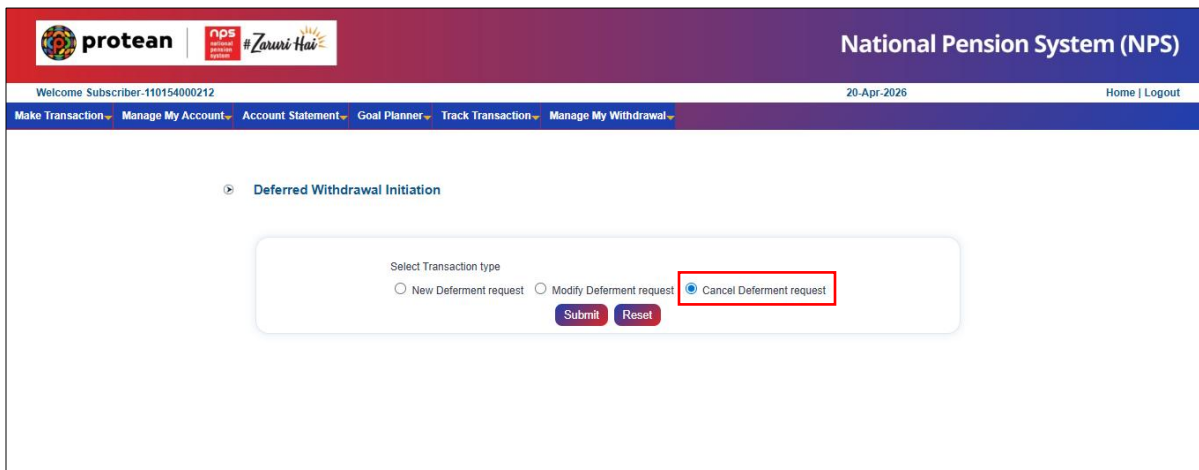 protean
nps
national
pension
system
#Zaruri Hai
National Pension System (NPS)
Welcome Subscriber-110154000212
20-Apr-2026
Home | Logout
Make Transaction Manage My Account Account Statement Goal Planner Track Transaction Manage My Withdrawal
Deferred Withdrawal Initiation
Select Transaction type
New Deferment request Modify Deferment request Cancel Deferment request
Submit Reset